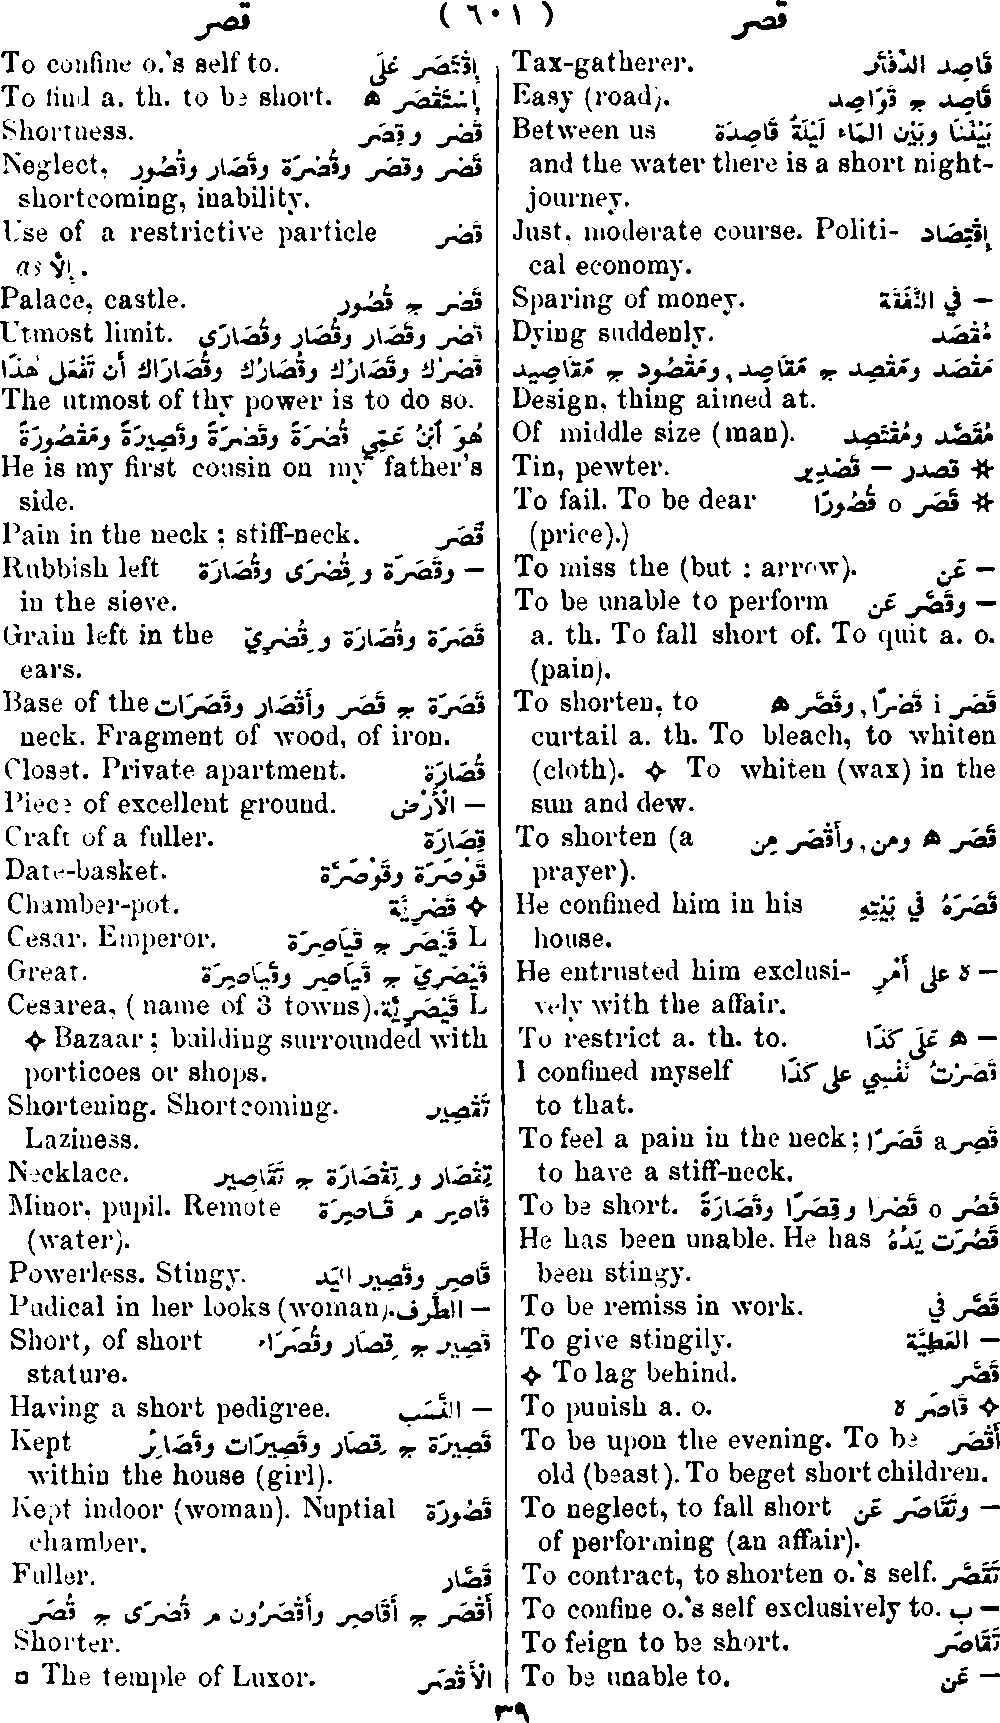 قصر ( ٦٠١ ) قصر
Tax-gatherer. قَاصِد الدَّفْتَر
Easy (road). قَاصِد ج قَوَاصِد
Between us بَيْنَنَا وبَيْن المَاء لَيْلَةٌ قَاصِدَة
and the water there is a short night-
journey.
Just, moderate course. Politi- إِقْتِصَاد
cal economy.
Sparing of money. — في النَّفَقَة
Dying suddenly. مُقْصَد
مَقْصَد ومَقْصِد ج مَقَاصِد, ومَقْصُود ج مَقَاصِيد
Design, thing aimed at.
Of middle size (man). مُقَصَّد ومُقْتَصِد
Tin, pewter. ✲ قصدر — قَصْدِير
To fail. To be dear ✲ قَصَر o قُصُورًا
(price).)
To miss the (but : arrow). — عَن
To be unable to perform — وقَصَّر عَن
a. th. To fall short of. To quit a. o.
(pain).
To shorten, to قَصَر i قَصْرًا, وقَصَّر ه
curtail a. th. To bleach, to whiten
(cloth). ✧ To whiten (wax) in the
sun and dew.
To shorten (a قَصَر ه ومن, وأَقْصَر مِن
prayer).
He confined him in his قَصَرَهُ في بَيْتِهِ
house.
He entrusted him exclusi- — لا على أَمْرٍ
vely with the affair.
To restrict a. th. to. — ه عَلَى كَذَا
I confined myself قَصَرْتُ نَفْسِي على كَذَا
to that.
To feel a pain in the neck; قَصِر a قَصَرًا
to have a stiff-neck.
To be short. قَصُر o قَصْرا وقِصَرًا وقَصَارَةً
He has been unable. He has قَصُرَت يَدُهُ
been stingy.
To be remiss in work. قَصَّر في
To give stingily. — العَطِيَّة
✧ To lag behind. قَصَّر
To punish a. o. ✧ قَاصَر لا
To be upon the evening. To be أَقْصَر
old (beast). To beget short children.
To neglect, to fall short — وتَقَاصَر عَن
of performing (an affair).
To contract, to shorten o.'s self. تَقَصَّر
To confine o.'s self exclusively to. — ب
To feign to be short. تَقَاصَر
To be unable to. — عَن
To confine o.'s self to. إِقْتَصَر عَلَى
To find a. th. to be short. إِسْتَقْصَر ه
Shortness. قَصْر وقِصَر
Neglect, قَصْر وقَصَر وقُصْرَة وقَصَار وقُصُور
shortcoming, inability.
Use of a restrictive particle قَصْر
as إِلَّا.
Palace, castle. قَصْر ج قُصُور
Utmost limit. قَصْر وقَصَار وقُصَار وقُصَارَى
قَصْرُك وقَصَارُك وقُصَارُك وقُصَارَاك أَن تَفْعَل هٰذَا
The utmost of thy power is to do so.
هُوَ اَبْنُ عَمِّي قُصْرَةً وقَصْرَةً وقَصِيرَةً ومَقْصُورَةً
He is my first cousin on my father's
side.
Pain in the neck ; stiff-neck. قَصَر
Rubbish left — وقَصَرَة وقِصْرَى وقُصَارَة
in the sieve.
Grain left in the قَصَرَة وقُصَارَة وقِصْرِيّ
ears.
Base of the قَصَرَة ج قَصَر وأَقْصَار وقَصَرَات
neck. Fragment of wood, of iron.
Closet. Private apartment. قُصَارَة
Piece of excellent ground. — الأَرْض
Craft of a fuller. قِصَارَة
Date-basket. قَوْصَرَة وقَوْصَرَّة
Chamber-pot. ✧ قَصْرِيَّة
Cesar. Emperor. L قَيْصَر ج قَيَاصِرَة
Great. قَيْصَرِيّ ج قَيَاصِر وقَيَاصِرَة
Cesarea, (name of 3 towns). L قَيْصَرِيَّة
✧ Bazaar ; building surrounded with
porticoes or shops.
Shortening. Shortcoming. تَقْصِير
Laziness.
Necklace. تِقْصَار وتِقْصَارَة ج تَقَاصِير
Minor, pupil. Remote قَاصِر م قَاصِرَة
(water).
Powerless. Stingy. قَاصِر وقَصِير اليَد
Pudical in her looks (woman). — الطَّرف
Short, of short قَصِير ج قِصَار وقُصَرَاء
stature.
Having a short pedigree. — النَّسَب
Kept قَصِيرَة ج قِصَار وقَصِيرَات وقَصَائِر
within the house (girl).
Kept indoor (woman). Nuptial قَصُورَة
chamber.
Fuller. قَصَّار
أَقْصَر ج أَقَاصِر وأَقْصَرُون م قُصْرَى ج قُصَر
Shorter.
▫ The temple of Luxor. الْأَقْصَر
٣٩